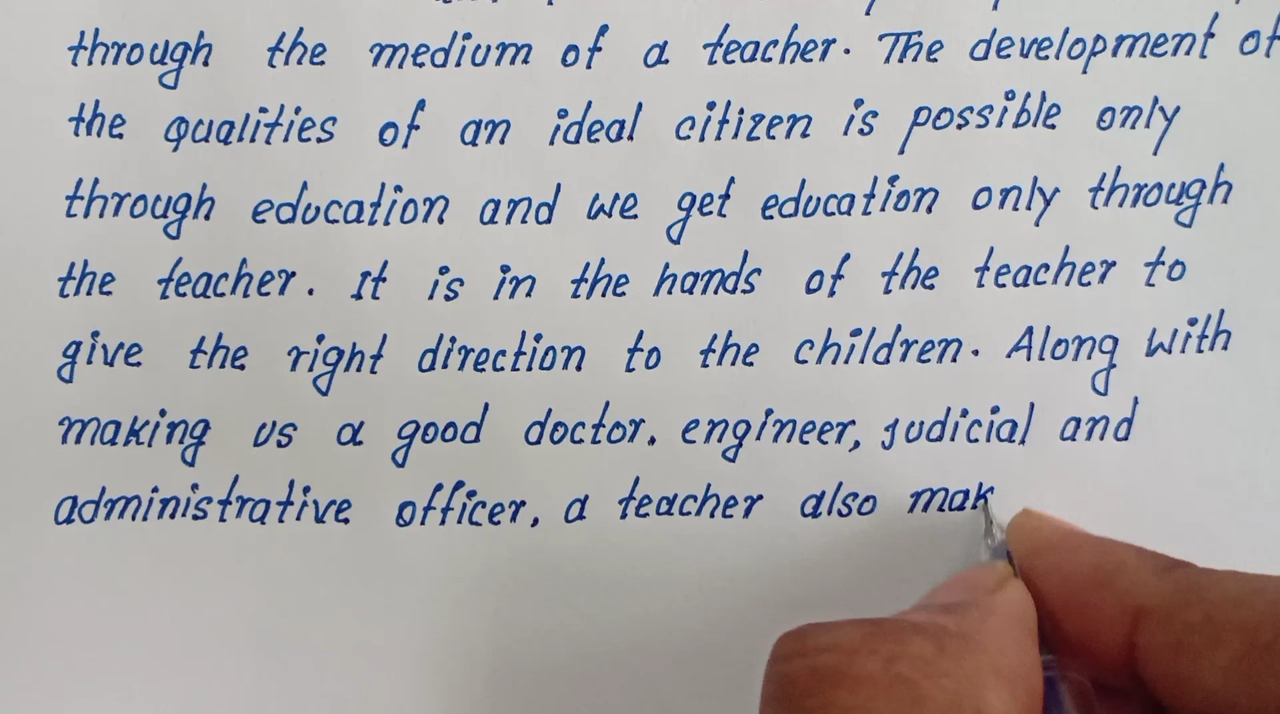 through the medium of a teacher. The development of
the qualities of an ideal citizen is possible only
through education and we get education only through
the teacher. It is in the hands of the teacher to
give the right direction to the children. Along with
making us a good doctor. engineer, judicial and
administrative officer, a teacher also mak